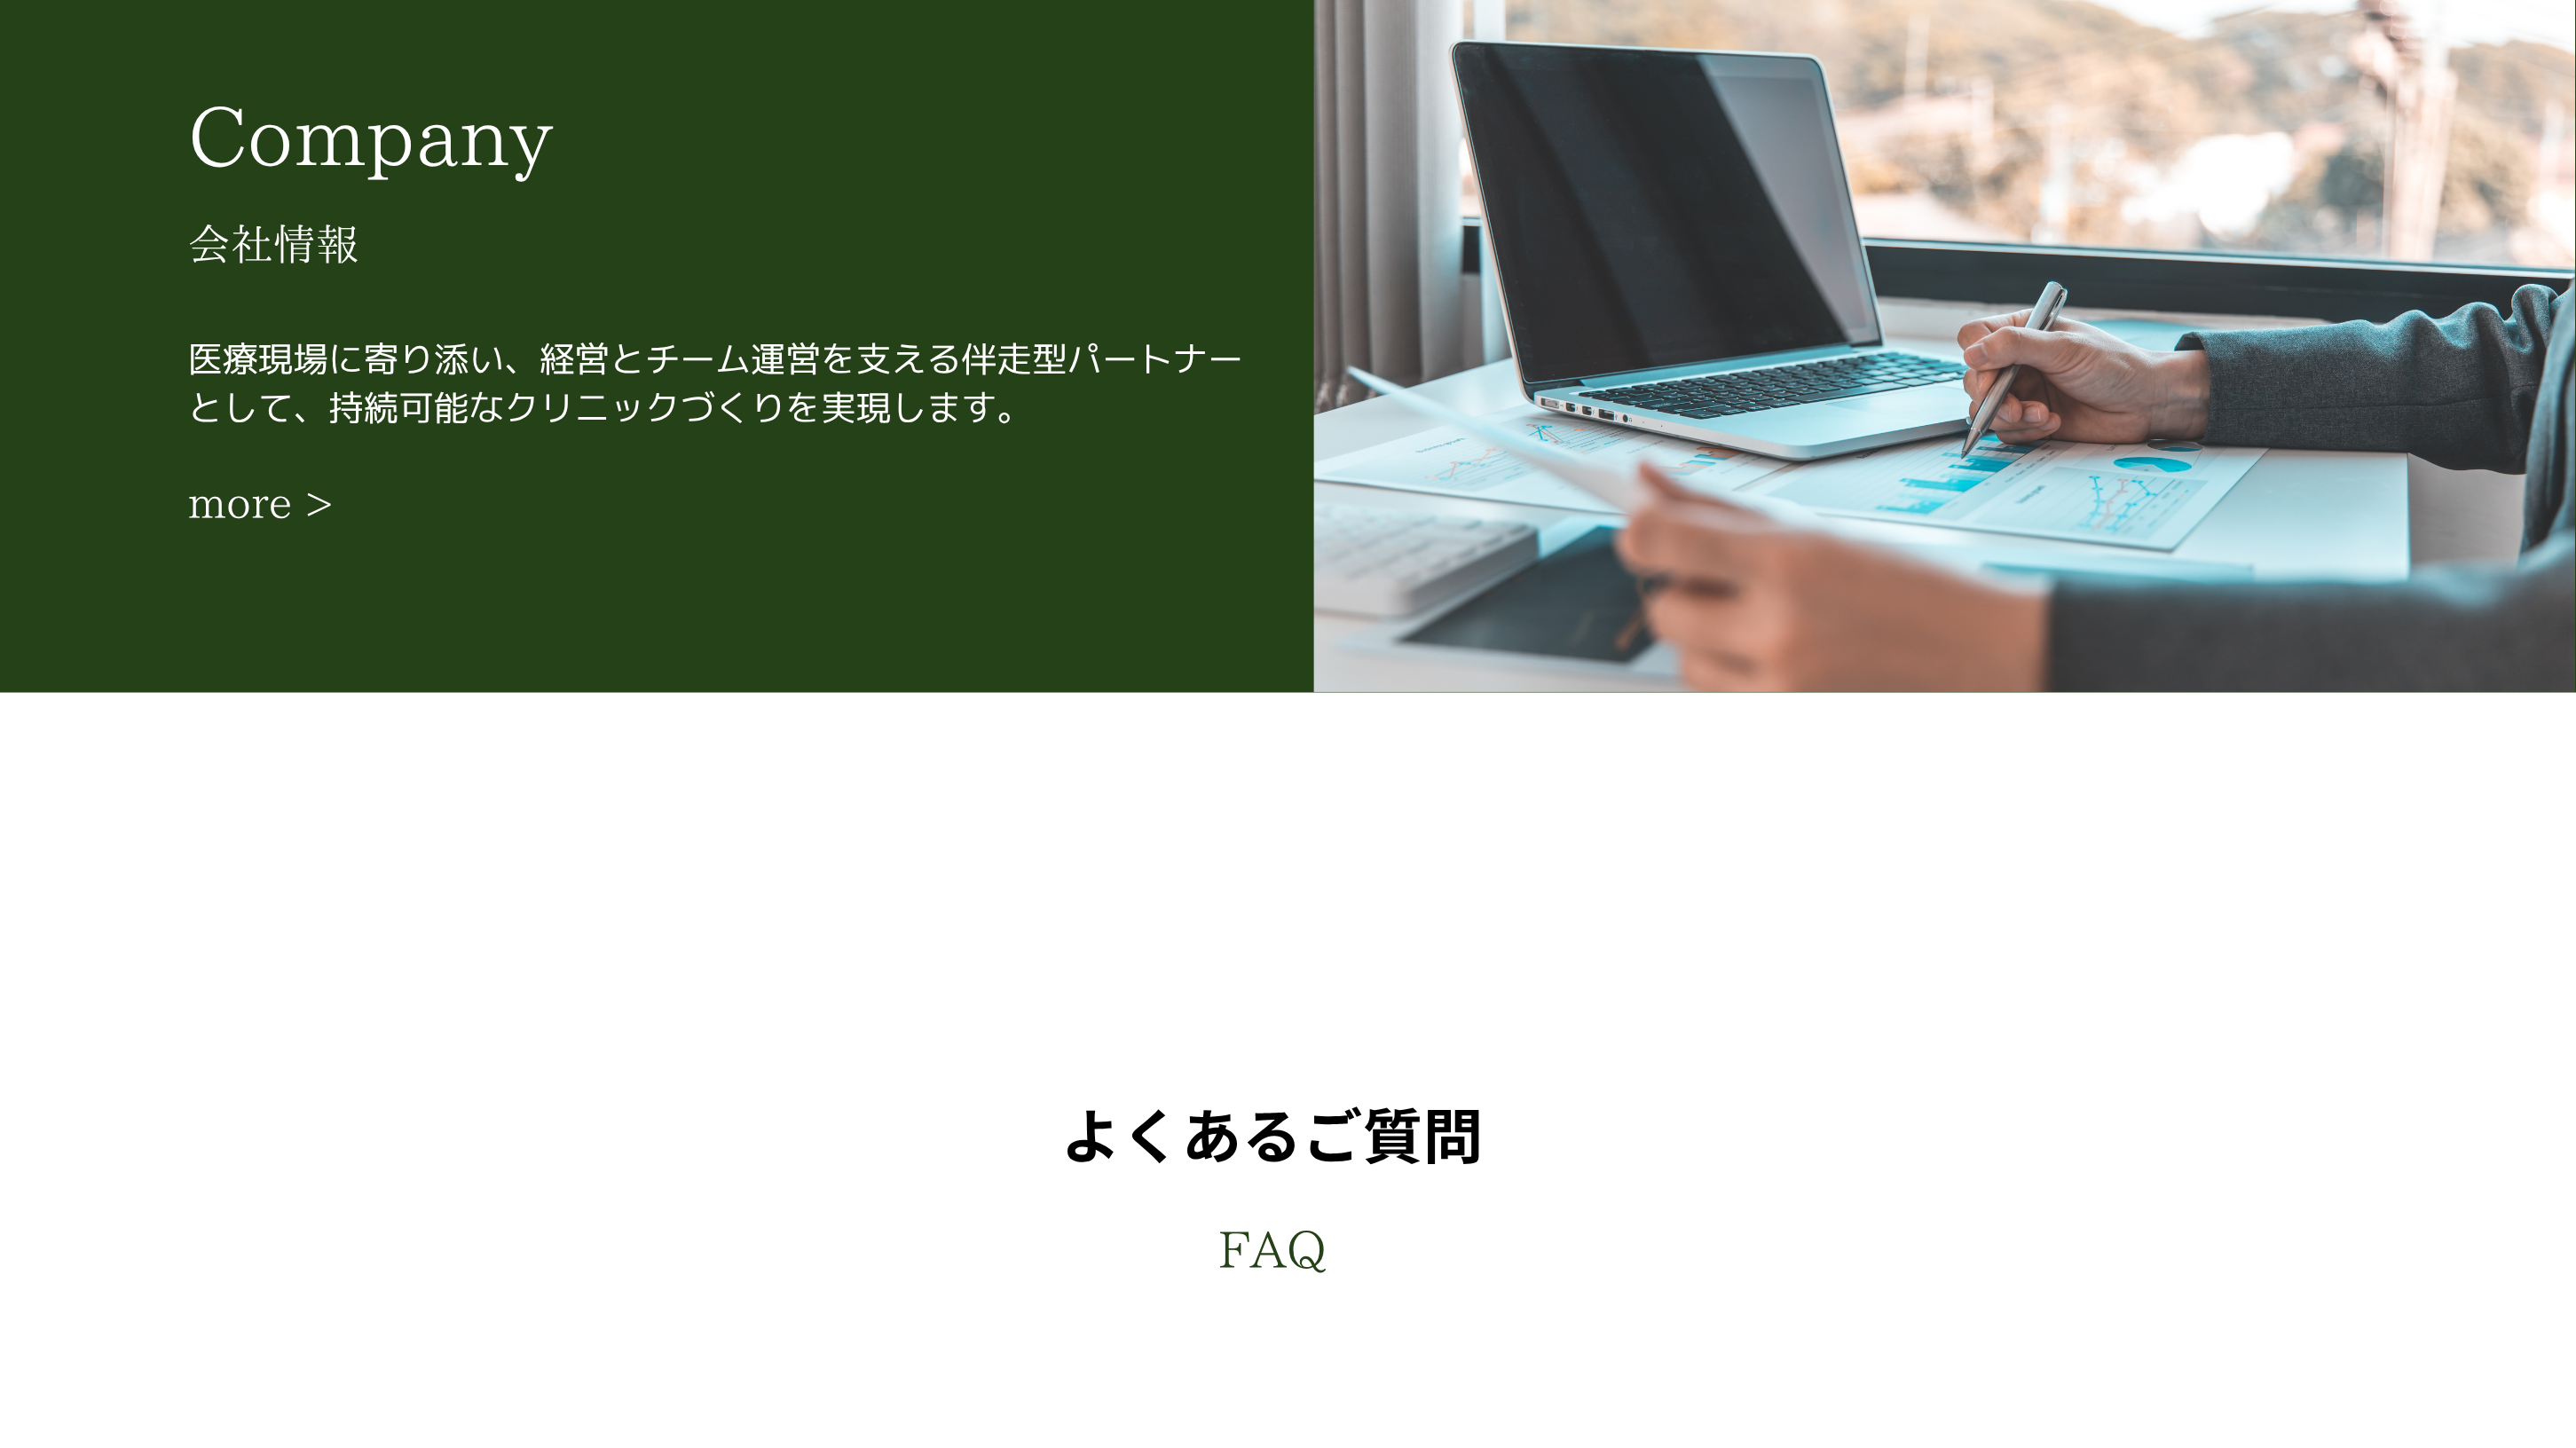 Company
会社情報
医療現場に寄り添い、経営とチーム運営を支える伴走型パートナー
として、持続可能なクリニックづくりを実現します。
more >
よくあるご質問
FAQ